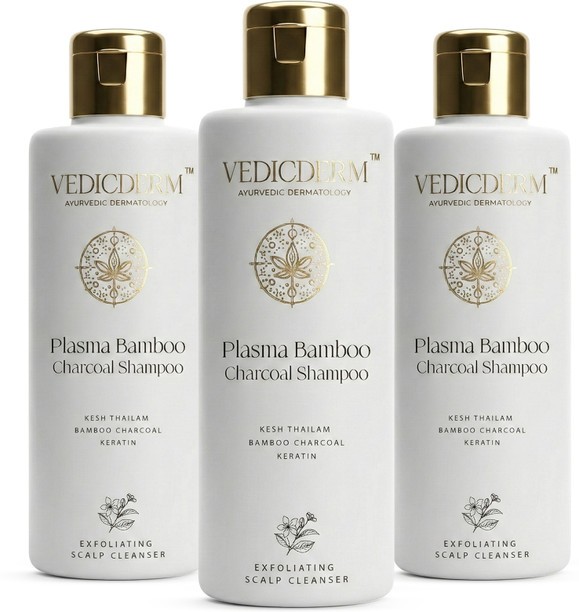 VEDICDERM™
AYURVEDIC DERMATOLOGY
Plasma Bamboo
Charcoal Shampoo
KESH THAILAM
BAMBOO CHARCOAL
KERATIN
EXFOLIATING
SCALP CLEANSER
VEDICDERM™
AYURVEDIC DERMATOLOGY
Plasma Bamboo
Charcoal Shampoo
KESH THAILAM
BAMBOO CHARCOAL
KERATIN
EXFOLIATING
SCALP CLEANSER
VEDICDERM™
AYURVEDIC DERMATOLOGY
Plasma Bamboo
Charcoal Shampoo
KESH THAILAM
BAMBOO CHARCOAL
KERATIN
EXFOLIATING
SCALP CLEANSER